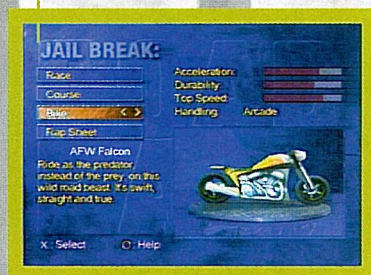 JAIL BREAK:
Race
Course
Bike
Rap Sheet
Acceleration:
Durability:
Top Speed:
Handling: Arcade
AFW Falcon
Ride as the predator,
instead of the prey, on this
wild road beast. It's swift,
straight and true.
X : Select
O : Help